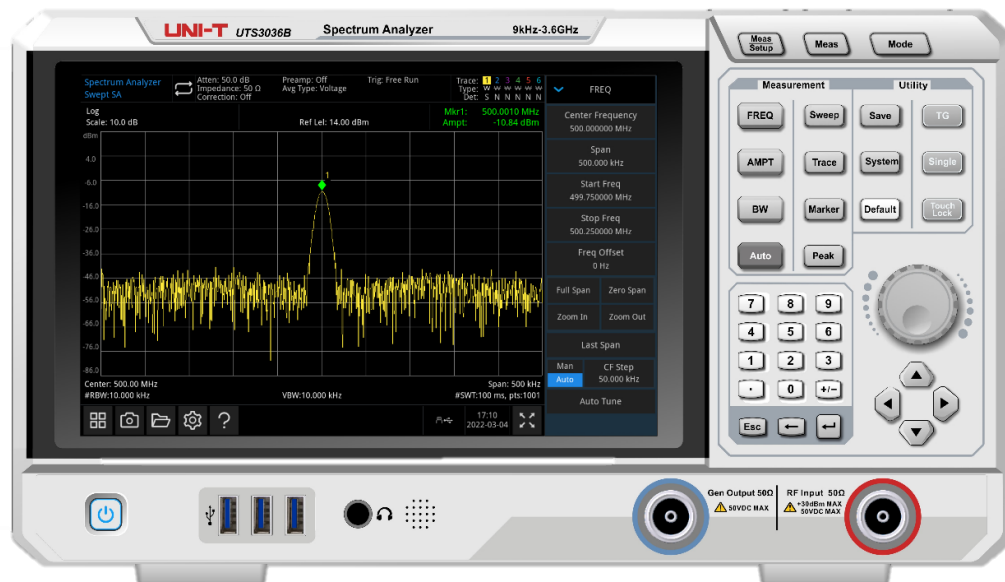 UNI-T UTS3036B Spectrum Analyzer 9kHz-3.6GHz
Spectrum Analyzer
Swept SA
Atten: 50.0 dB
Impedance: 50 Ω
Correction: Off
Preamp: Off
Avg Type: Voltage
Trig: Free Run
Trace: 1 2 3 4 5 6
Type: W W W W W W
Det: S N N N N N
Log
Scale: 10.0 dB
Ref Lel: 14.00 dBm
Mkr1: 500.0010 MHz
Ampt: -10.84 dBm
dBm
4.0
-6.0
-16.0
-26.0
-36.0
-46.0
-56.0
-66.0
-76.0
-86.0
1
Center: 500.00 MHz
Span: 500 kHz
#RBW:10.000 kHz
VBW:10.000 kHz
#SWT:100 ms, pts:1001
?
17:10
2022-03-04
FREQ
Center Frequency
500.000000 MHz
Span
500.000 kHz
Start Freq
499.750000 MHz
Stop Freq
500.250000 MHz
Freq Offset
0 Hz
Full Span Zero Span
Zoom In Zoom Out
Last Span
Man
Auto
CF Step
50.000 kHz
Auto Tune
Meas
Setup
Meas
Mode
Measurement
Utility
FREQ
Sweep
Save
TG
AMPT
Trace
System
Single
BW
Marker
Default
Touch
Lock
Auto
Peak
7 8 9
4 5 6
1 2 3
. 0 +/-
Esc
Gen Output 50Ω
50VDC MAX
RF Input 50Ω
+30dBm MAX
50VDC MAX